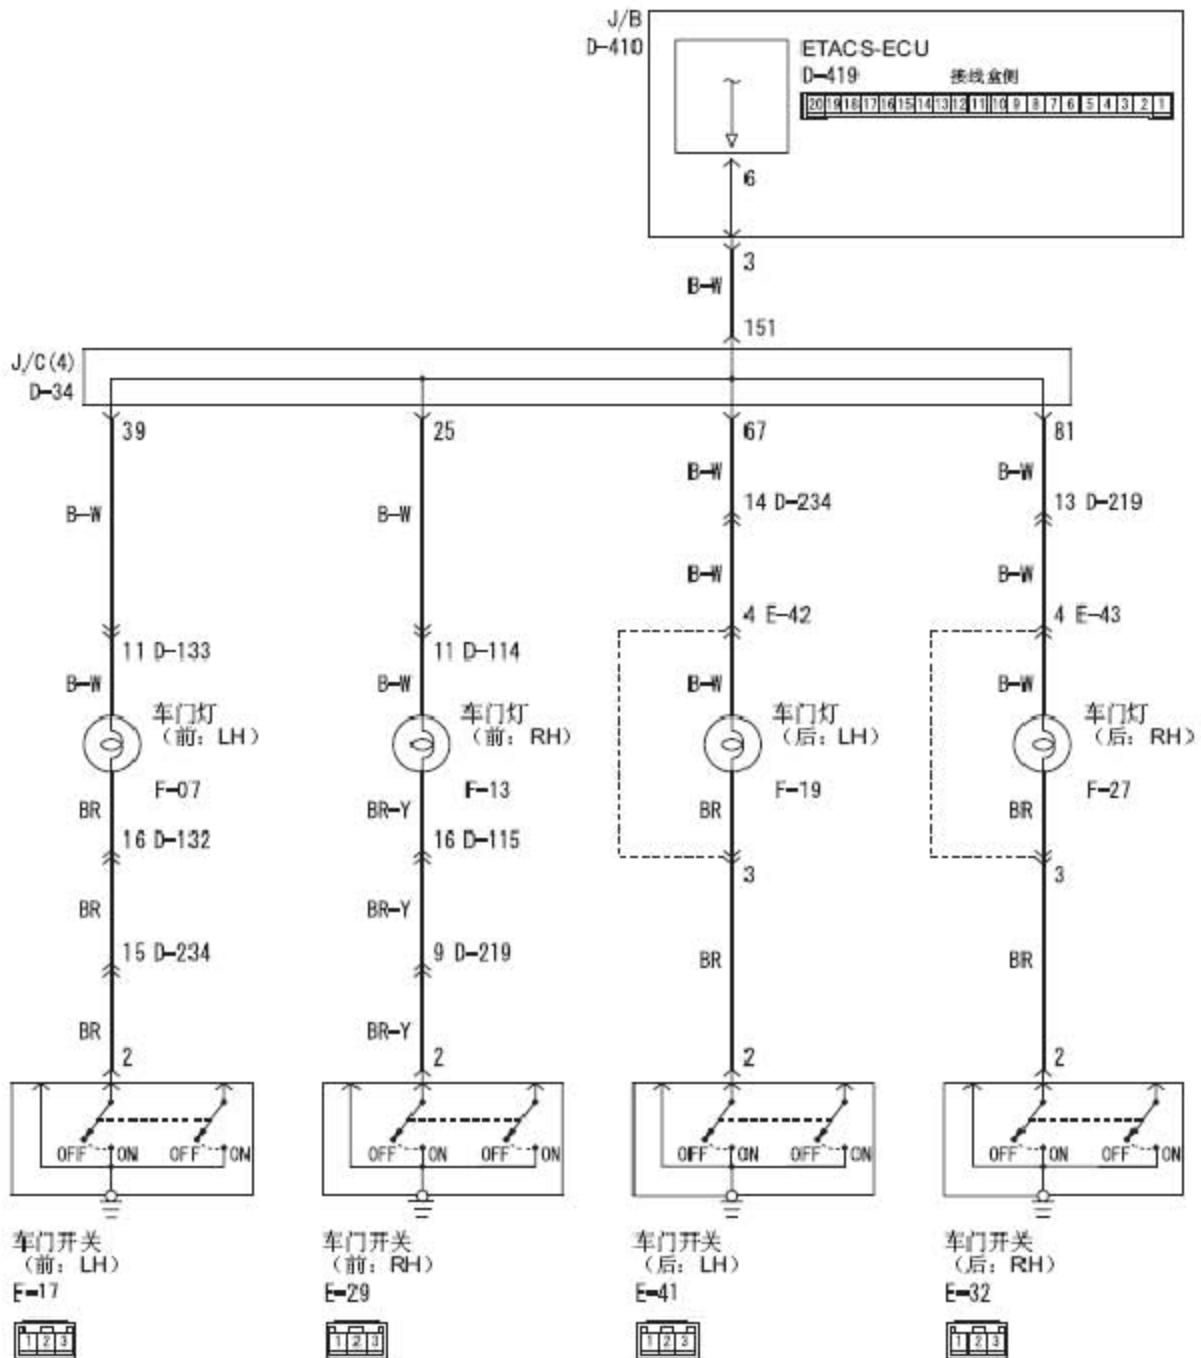 J/B
D-410
ETACS-ECU
D-419 接线盒侧
20 19 18 17 16 15 14 13 12 11 10 9 8 7 6 5 4 3 2 1
6
3
B-W
151
J/C(4)
D-34
39 25 67 81
B-W B-W
14 D-234 13 D-219
B-W B-W
B-W B-W
4 E-42 4 E-43
11 D-133 11 D-114
B-W B-W B-W B-W
车门灯 车门灯 车门灯 车门灯
（前：LH） （前：RH） （后：LH） （后：RH）
F-07 F-13 F-19 F-27
BR BR-Y BR BR
16 D-132 16 D-115
3 3
BR BR-Y
15 D-234 9 D-219 BR BR
BR BR-Y
2 2 2 2
OFF ON OFF ON OFF ON OFF ON OFF ON OFF ON OFF ON OFF ON
车门开关 车门开关 车门开关 车门开关
（前：LH） （前：RH） （后：LH） （后：RH）
E-17 E-29 E-41 E-32
1 2 3 1 2 3 1 2 3 1 2 3